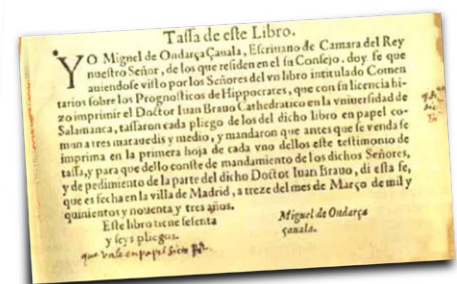 Tassa de este Libro.
YO Miguel de Ondarça Çauala, Escriuano de Camara del Rey
nuestro Señor, de los que residen en el su Consejo. doy fe que
auiendose visto por los Señores del vn libro intitulado Comen
tarios sobre los Prognosticos de Hippocrates, que con su licencia hi-
zo imprimir el Doctor Iuan Brauo Cathedratico en la vniuersidad de
Salamanca, tassaron cada pliego de los del dicho libro en papel co-
mun a tres marauedis y medio, y mandaron que antes que se venda se
imprima en la primera hoja de cada vno dellos este testimonio de
tassa, y para que dello conste de mandamiento de los dichos Señores,
y de pedimiento de la parte del dicho Doctor Iuan Brauo, di esta fe,
que es fecha en la villa de Madrid, a treze del mes de Março de mil y
quinientos y nouenta y tres años.
Este libro tiene sesenta
y seys pliegos.
Miguel de Ondarça
çauala.
que vale en papel siete